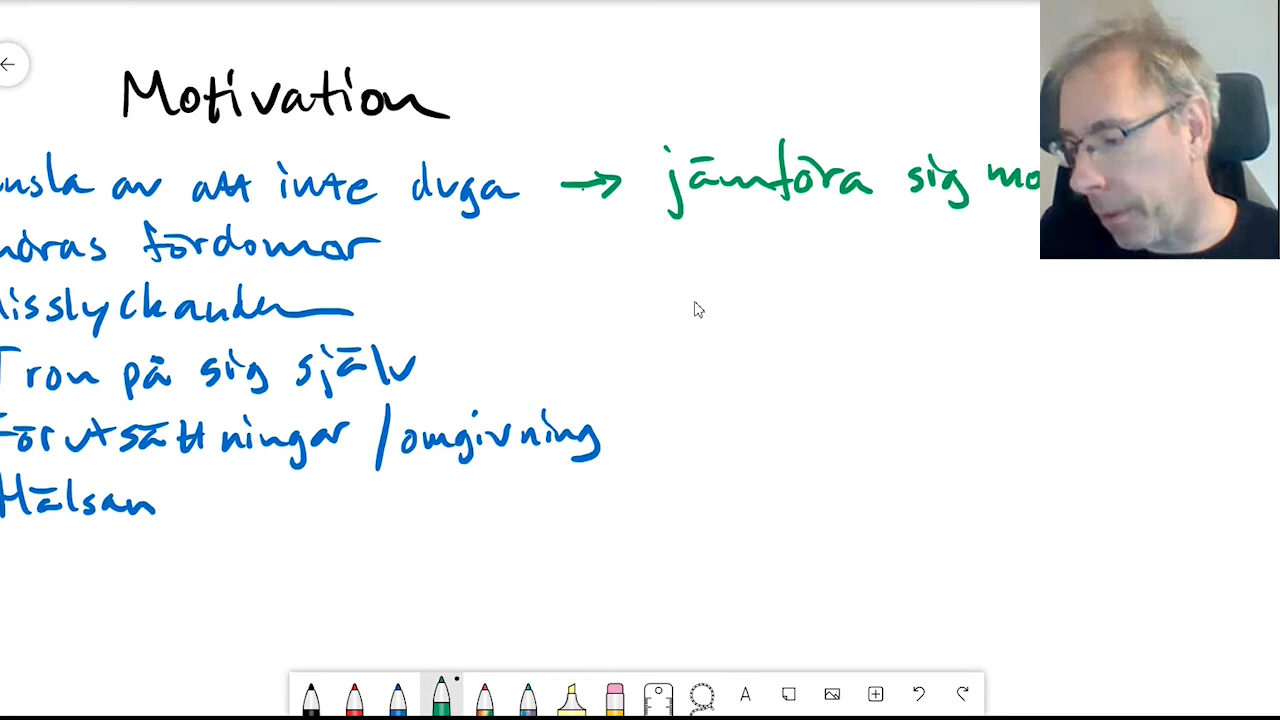 Motivation
av att inte duga → jämföra sig
fördomar
Tron på sig själv
Förutsättningar / omgivning
Hälsan
A